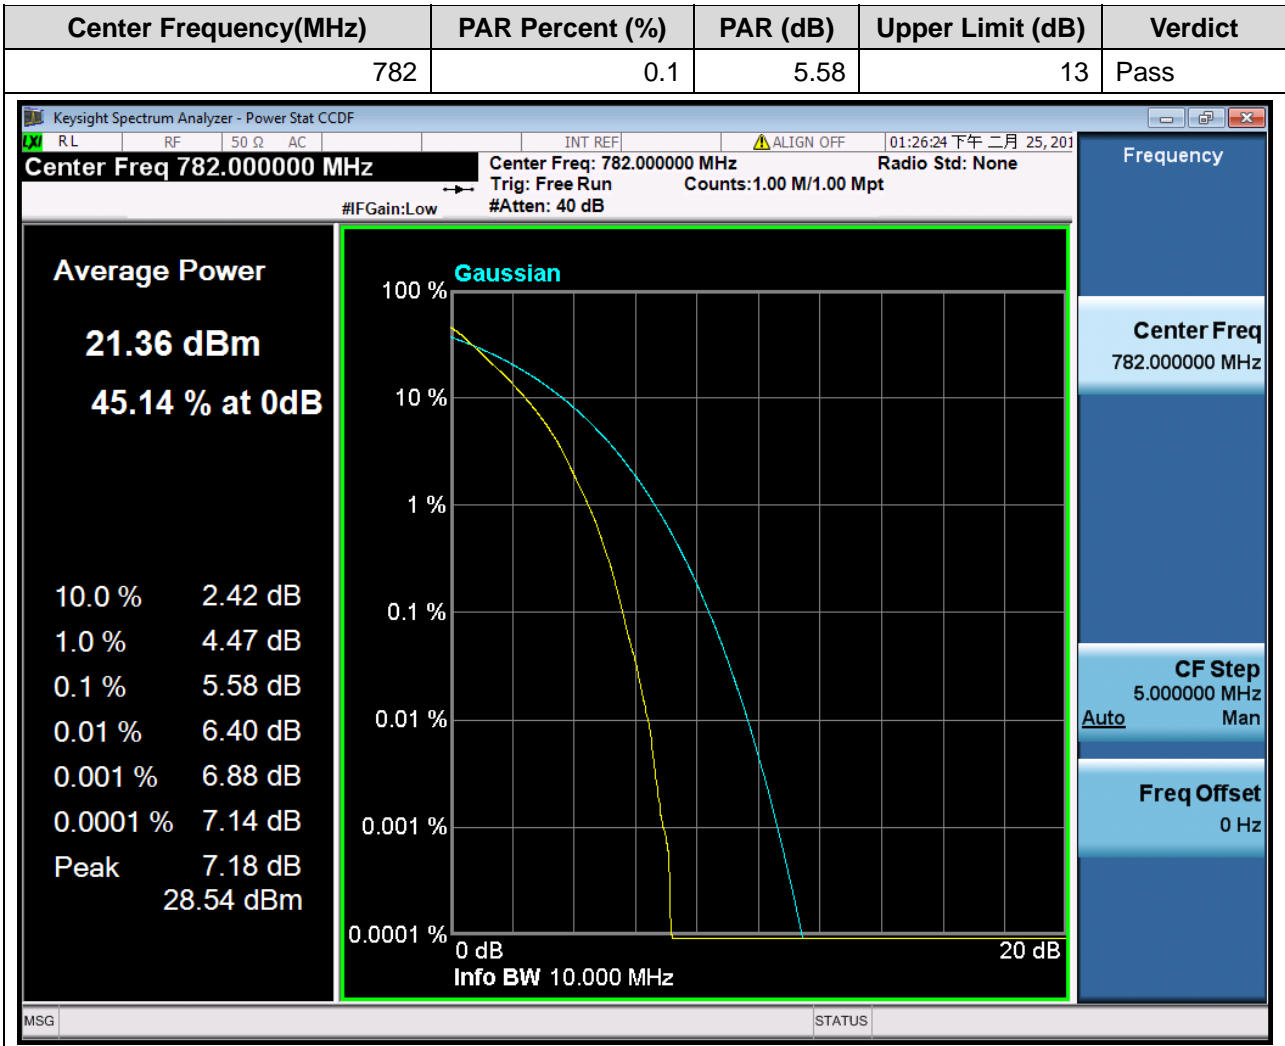 Center Frequency(MHz) PAR Percent (%) PAR (dB) Upper Limit (dB) Verdict
782 0.1 5.58 13 Pass
Keysight Spectrum Analyzer - Power Stat CCDF
LXI RL RF 50 Ω AC INT REF ALIGN OFF 01:26:24 下午 二月 25, 201
Center Freq 782.000000 MHz
Center Freq: 782.000000 MHz Radio Std: None
Trig: Free Run Counts:1.00 M/1.00 Mpt
#IFGain:Low #Atten: 40 dB
Frequency
Average Power
21.36 dBm
45.14 % at 0dB
10.0 % 2.42 dB
1.0 % 4.47 dB
0.1 % 5.58 dB
0.01 % 6.40 dB
0.001 % 6.88 dB
0.0001 % 7.14 dB
Peak 7.18 dB
28.54 dBm
Gaussian
100 %
10 %
1 %
0.1 %
0.01 %
0.001 %
0.0001 %
0 dB 20 dB
Info BW 10.000 MHz
Center Freq
782.000000 MHz
CF Step
5.000000 MHz
Auto Man
Freq Offset
0 Hz
MSG STATUS